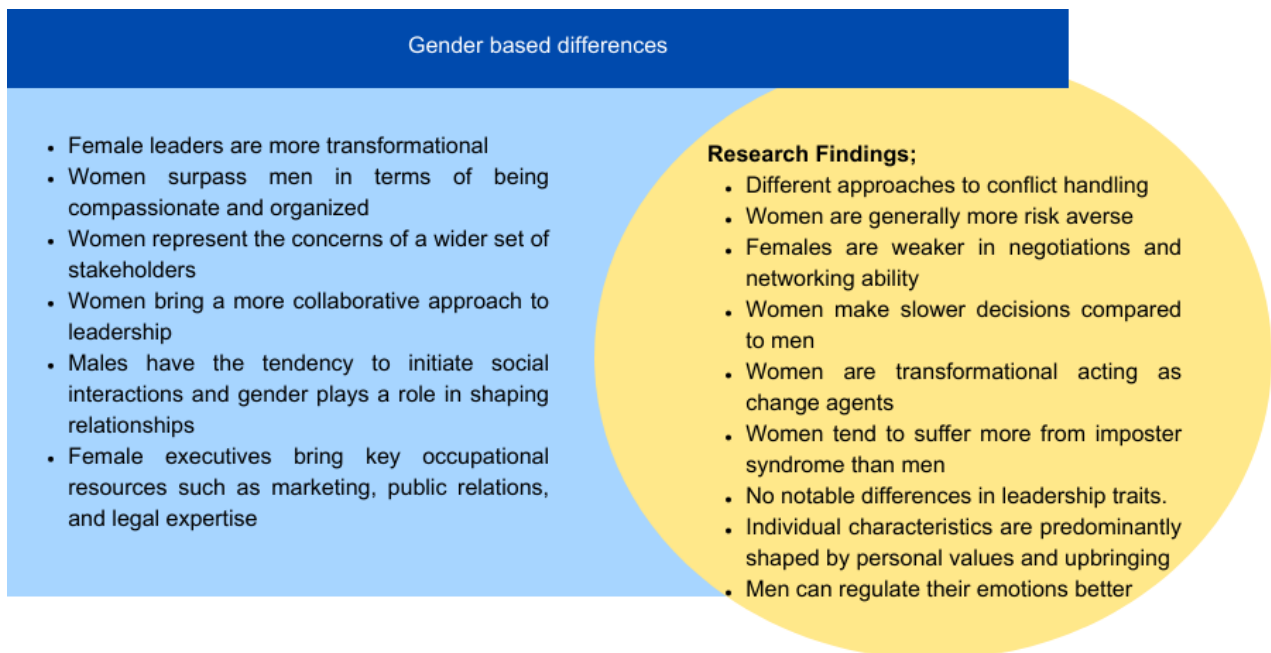 Gender based differences
• Female leaders are more transformational
• Women surpass men in terms of being
compassionate and organized
• Women represent the concerns of a wider set of
stakeholders
• Women bring a more collaborative approach to
leadership
• Males have the tendency to initiate social
interactions and gender plays a role in shaping
relationships
• Female executives bring key occupational
resources such as marketing, public relations,
and legal expertise
Research Findings;
• Different approaches to conflict handling
• Women are generally more risk averse
• Females are weaker in negotiations and
networking ability
• Women make slower decisions compared
to men
• Women are transformational acting as
change agents
• Women tend to suffer more from imposter
syndrome than men
• No notable differences in leadership traits.
• Individual characteristics are predominantly
shaped by personal values and upbringing
• Men can regulate their emotions better